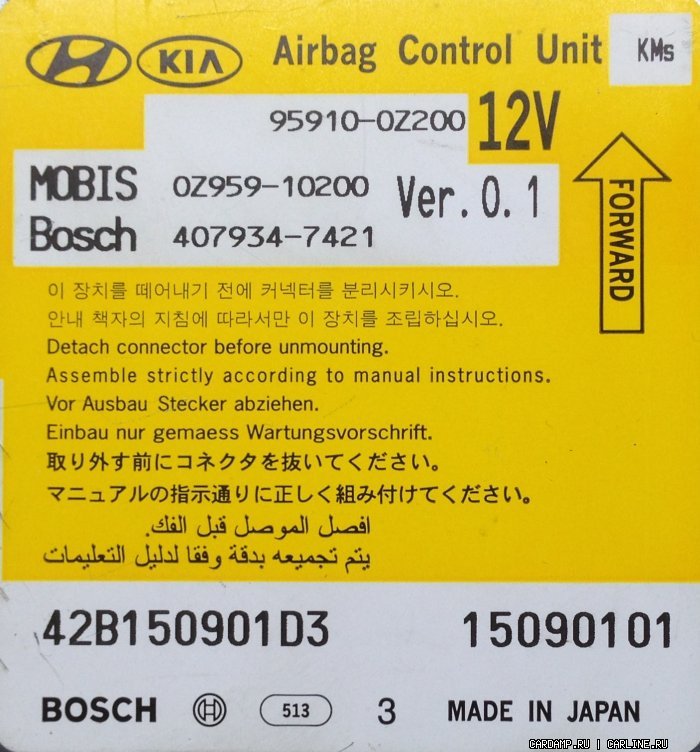 KIA Airbag Control Unit KMs
95910-0Z200 12V
MOBIS 0Z959-10200 Ver.0.1
Bosch 407934-7421
FORWARD
이 장치를 떼어내기 전에 커넥터를 분리시키시오.
안내 책자의 지침에 따라서만 이 장치를 조립하십시오.
Detach connector before unmounting.
Assemble strictly according to manual instructions.
Vor Ausbau Stecker abziehen.
Einbau nur gemaess Wartungsvorschrift.
取り外す前にコネクタを抜いてください。
マニュアルの指示通りに正しく組み付けてください。
افصل الموصل قبل الفك.
يتم تجميعه بدقة وفقا لدليل التعليمات
42B150901D3 15090101
BOSCH 513 3 MADE IN JAPAN
CARDAMP.RU | CARLINE.RU